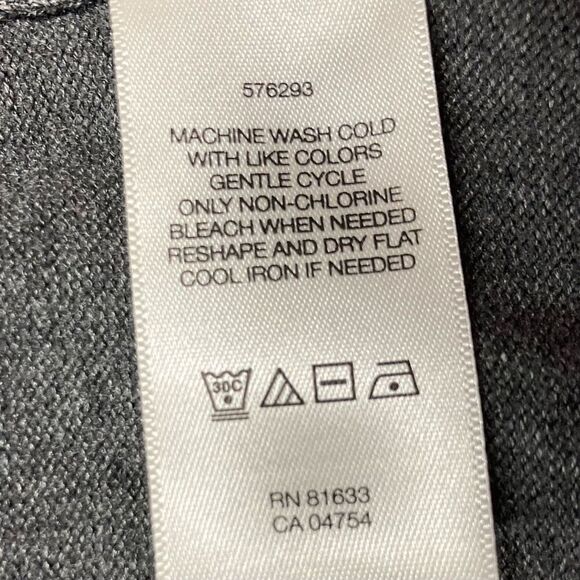 576293
MACHINE WASH COLD
WITH LIKE COLORS
GENTLE CYCLE
ONLY NON-CHLORINE
BLEACH WHEN NEEDED
RESHAPE AND DRY FLAT
COOL IRON IF NEEDED
30C
RN 81633
CA 04754